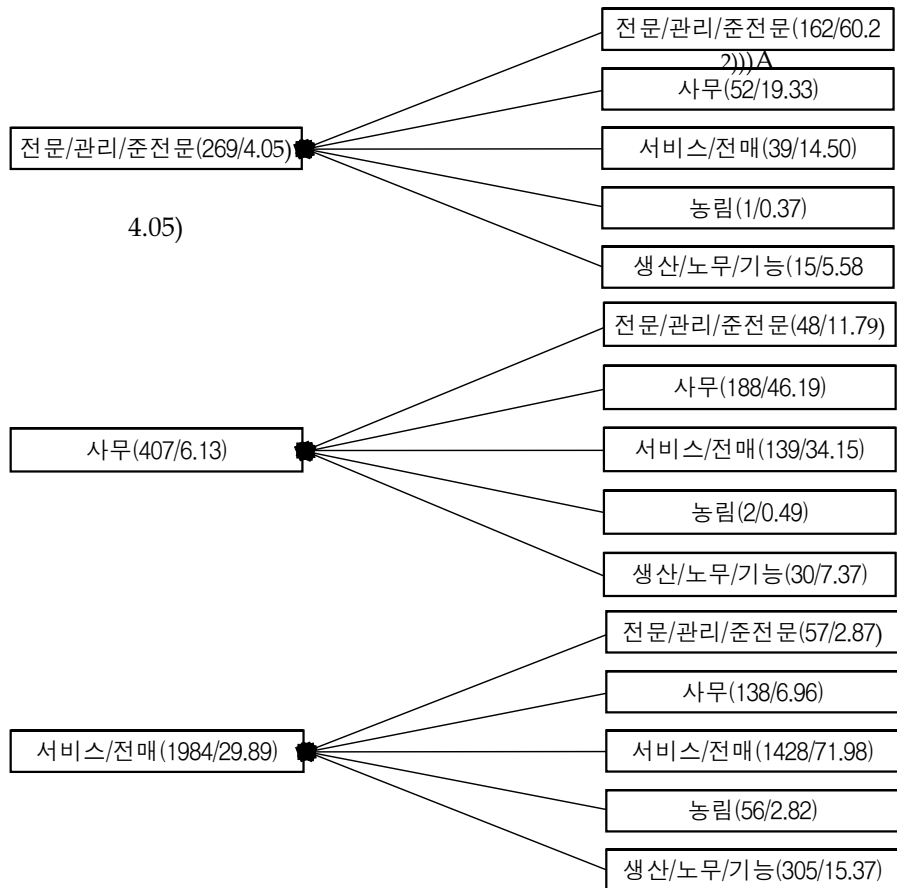 전문/관리/준전문(269/4.05)
4.05)
전문/관리/준전문(162/60.2
2)))A
사무(52/19.33)
서비스/전매(39/14.50)
농림(1/0.37)
생산/노무/기능(15/5.58
사무(407/6.13)
전문/관리/준전문(48/11.79)
사무(188/46.19)
서비스/전매(139/34.15)
농림(2/0.49)
생산/노무/기능(30/7.37)
서비스/전매(1984/29.89)
전문/관리/준전문(57/2.87)
사무(138/6.96)
서비스/전매(1428/71.98)
농림(56/2.82)
생산/노무/기능(305/15.37)